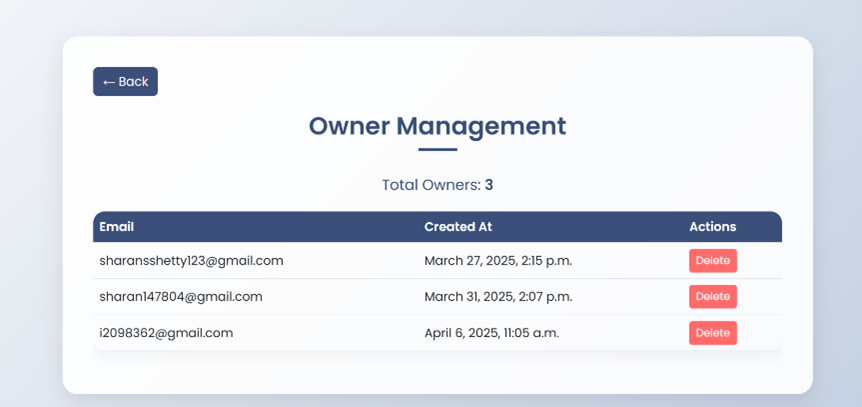 ← Back
Owner Management
Total Owners: 3
Email Created At Actions
sharansshetty123@gmail.com March 27, 2025, 2:15 p.m. Delete
sharan147804@gmail.com March 31, 2025, 2:07 p.m. Delete
i2098362@gmail.com April 6, 2025, 11:05 a.m. Delete